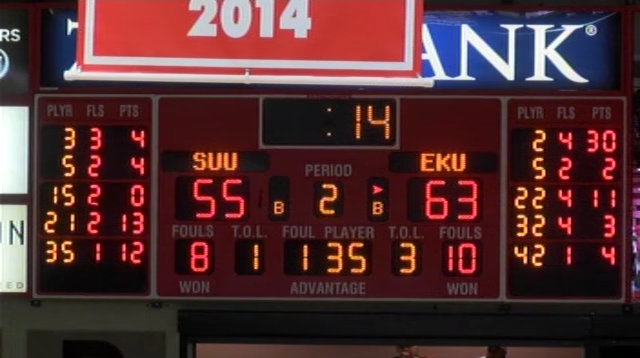 2014
ANK®
RS
PLYR FLS PTS
3 3 4
5 2 4
15 2 0
21 2 13
35 1 12
:14
SUU
PERIOD
EKU
55
B
2
B
63
FOULS T.O.L. FOUL PLAYER T.O.L. FOULS
8 1 1 35 3 10
WON ADVANTAGE WON
PLYR FLS PTS
2 4 30
5 2 2
22 4 11
32 4 3
42 1 4
N